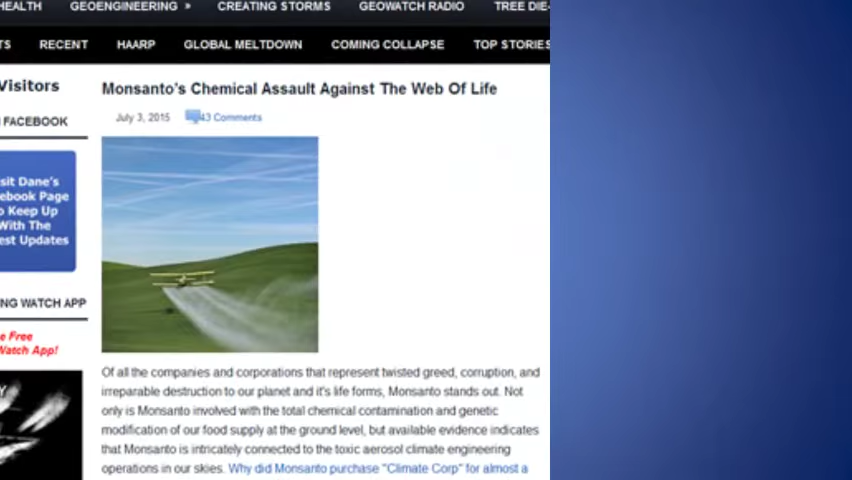 HEALTH GEOENGINEERING » CREATING STORMS GEOWATCH RADIO TREE DIE-
TS RECENT HAARP GLOBAL MELTDOWN COMING COLLAPSE TOP STORIES
Visitors
FACEBOOK
sit Dane's
ebook Page
o Keep Up
With The
est Updates
NG WATCH APP
e Free
Watch App!
Y
Monsanto's Chemical Assault Against The Web Of Life
July 3, 2015 43 Comments
Of all the companies and corporations that represent twisted greed, corruption, and
irreparable destruction to our planet and it's life forms, Monsanto stands out. Not
only is Monsanto involved with the total chemical contamination and genetic
modification of our food supply at the ground level, but available evidence indicates
that Monsanto is intricately connected to the toxic aerosol climate engineering
operations in our skies. Why did Monsanto purchase "Climate Corp" for almost a